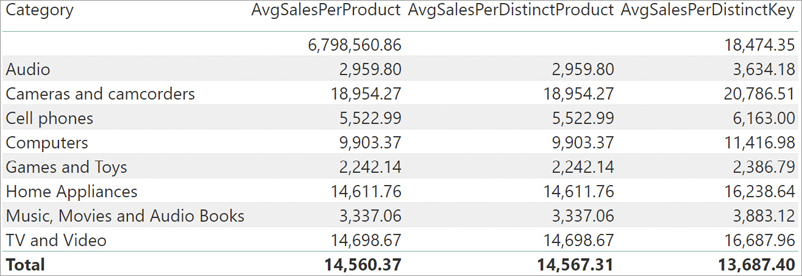 Category AvgSalesPerProduct AvgSalesPerDistinctProduct AvgSalesPerDistinctKey
6,798,560.86 18,474.35
Audio 2,959.80 2,959.80 3,634.18
Cameras and camcorders 18,954.27 18,954.27 20,786.51
Cell phones 5,522.99 5,522.99 6,163.00
Computers 9,903.37 9,903.37 11,416.98
Games and Toys 2,242.14 2,242.14 2,386.79
Home Appliances 14,611.76 14,611.76 16,238.64
Music, Movies and Audio Books 3,337.06 3,337.06 3,883.12
TV and Video 14,698.67 14,698.67 16,687.96
Total 14,560.37 14,567.31 13,687.40